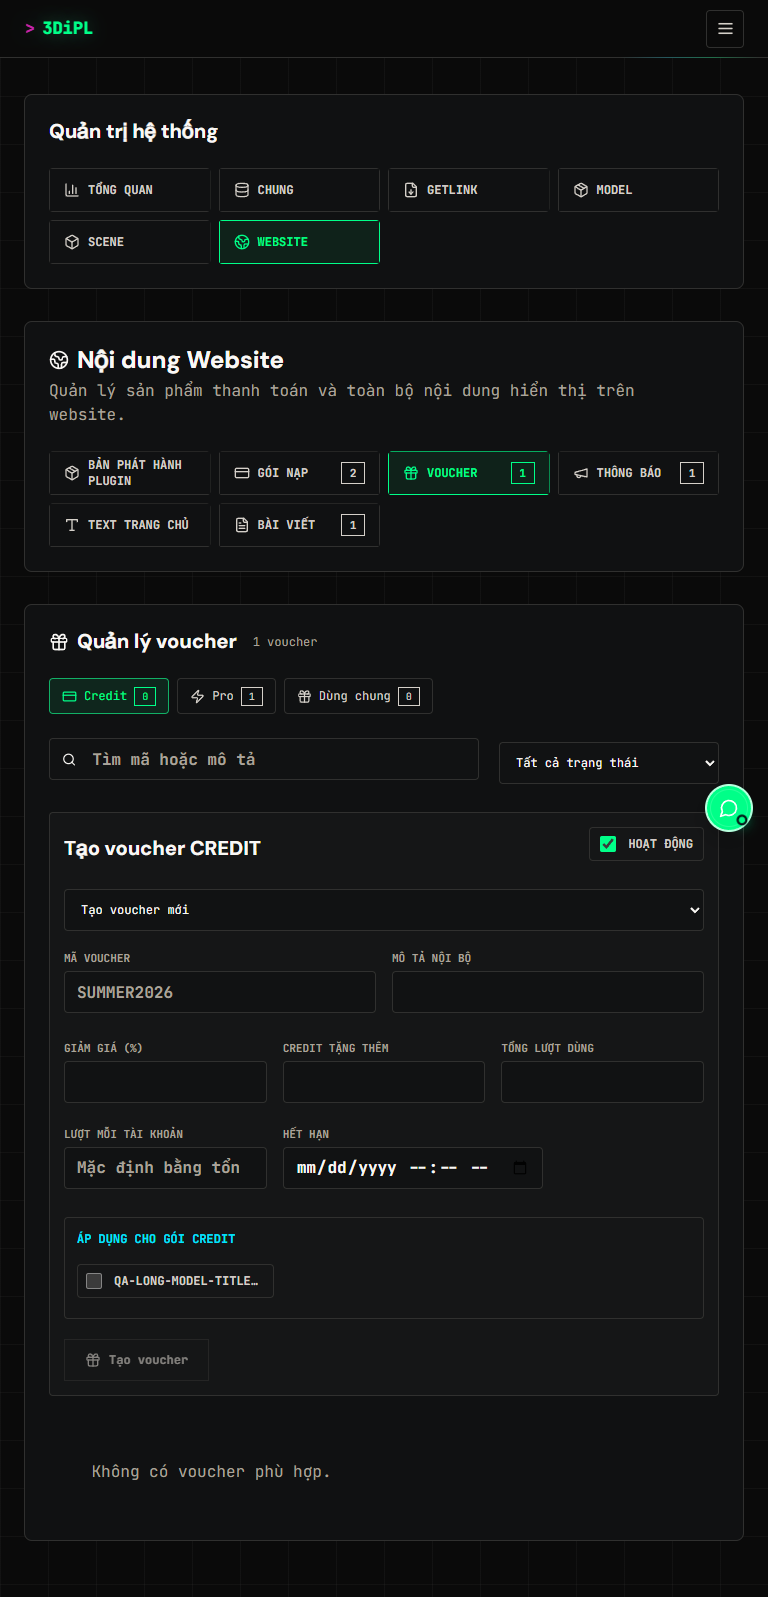 > 3DiPL
Quản trị hệ thống
TỔNG QUAN
CHUNG
GETLINK
MODEL
SCENE
WEBSITE
Nội dung Website
Quản lý sản phẩm thanh toán và toàn bộ nội dung hiển thị trên
website.
BẢN PHÁT HÀNH
PLUGIN
GÓI NẠP 2
VOUCHER 1
THÔNG BÁO 1
TEXT TRANG CHỦ
BÀI VIẾT 1
Quản lý voucher 1 voucher
Credit 0
Pro 1
Dùng chung 0
Tìm mã hoặc mô tả
Tất cả trạng thái
Tạo voucher CREDIT
HOẠT ĐỘNG
Tạo voucher mới
MÃ VOUCHER
MÔ TẢ NỘI BỘ
SUMMER2026
GIẢM GIÁ (%)
CREDIT TẶNG THÊM
TỔNG LƯỢT DÙNG
LƯỢT MỖI TÀI KHOẢN
HẾT HẠN
Mặc định bằng tổn
mm/dd/yyyy --:-- --
ÁP DỤNG CHO GÓI CREDIT
QA-LONG-MODEL-TITLE…
Tạo voucher
Không có voucher phù hợp.